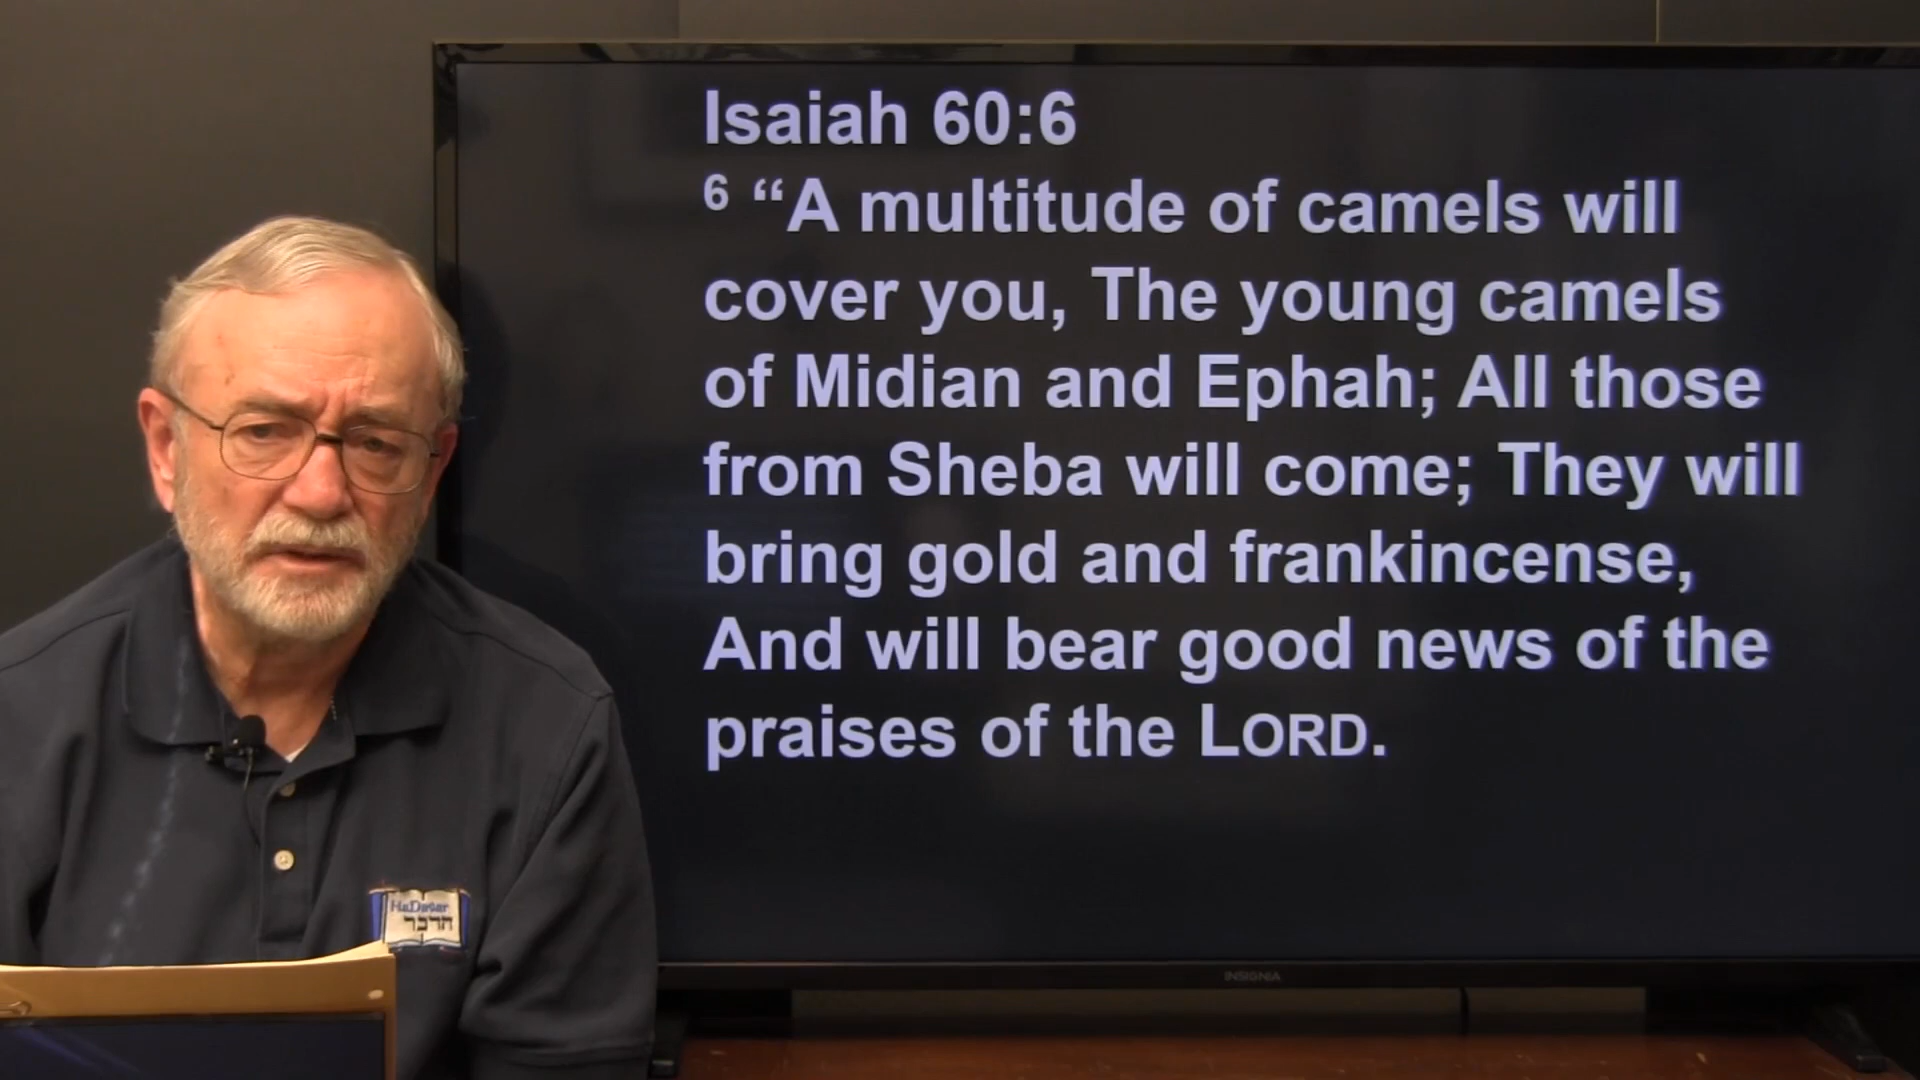 Isaiah 60:6
6 “A multitude of camels will
cover you, The young camels
of Midian and Ephah; All those
from Sheba will come; They will
bring gold and frankincense,
And will bear good news of the
praises of the LORD.
HaDavar
הדבר
INSIGNIA